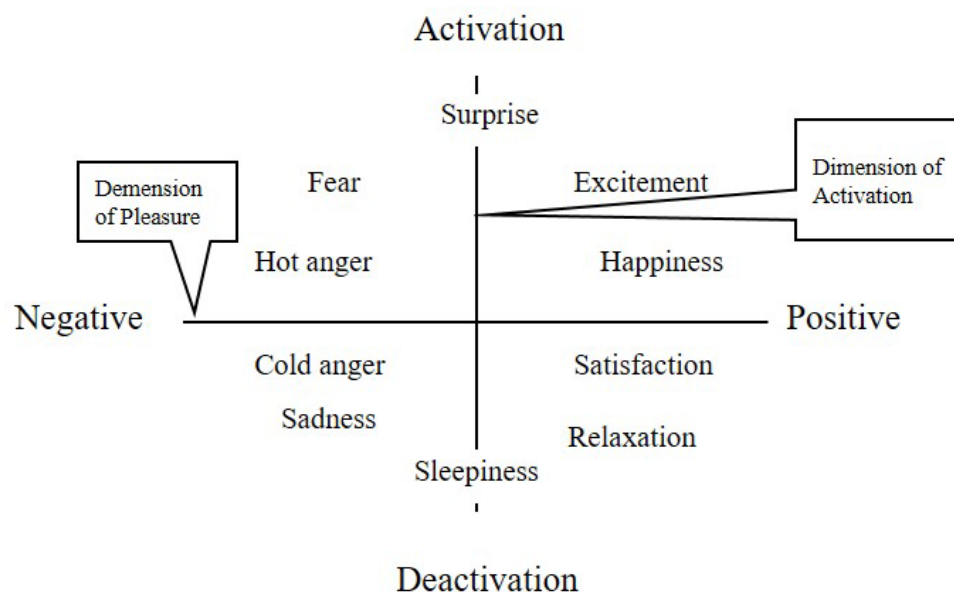 Activation
Surprise
Fear
Excitement
Dimension of
Activation
Demension
of Pleasure
Hot anger
Happiness
Negative
Positive
Cold anger
Satisfaction
Sadness
Relaxation
Sleepiness
Deactivation